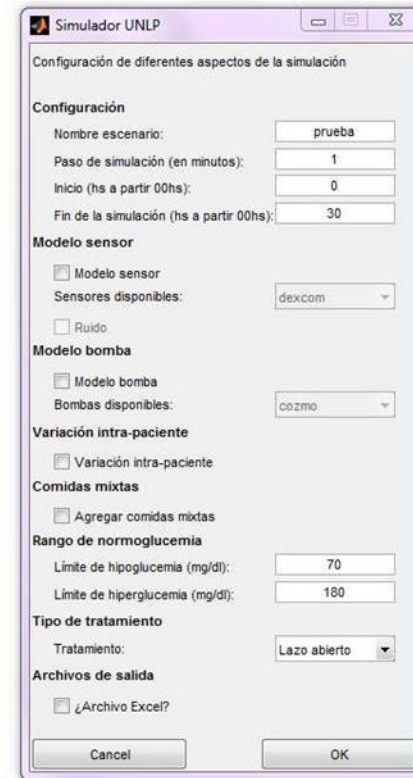 Simulador UNLP
Configuración de diferentes aspectos de la simulación
Configuración
Nombre escenario: prueba
Paso de simulación (en minutos): 1
Inicio (hs a partir 00hs): 0
Fin de la simulación (hs a partir 00hs): 30
Modelo sensor
Modelo sensor
Sensores disponibles: dexcom
Ruido
Modelo bomba
Modelo bomba
Bombas disponibles: cozmo
Variación intra-paciente
Variación intra-paciente
Comidas mixtas
Agregar comidas mixtas
Rango de normoglucemia
Límite de hipoglucemia (mg/dl): 70
Límite de hiperglucemia (mg/dl): 180
Tipo de tratamiento
Tratamiento: Lazo abierto
Archivos de salida
¿Archivo Excel?
Cancel OK